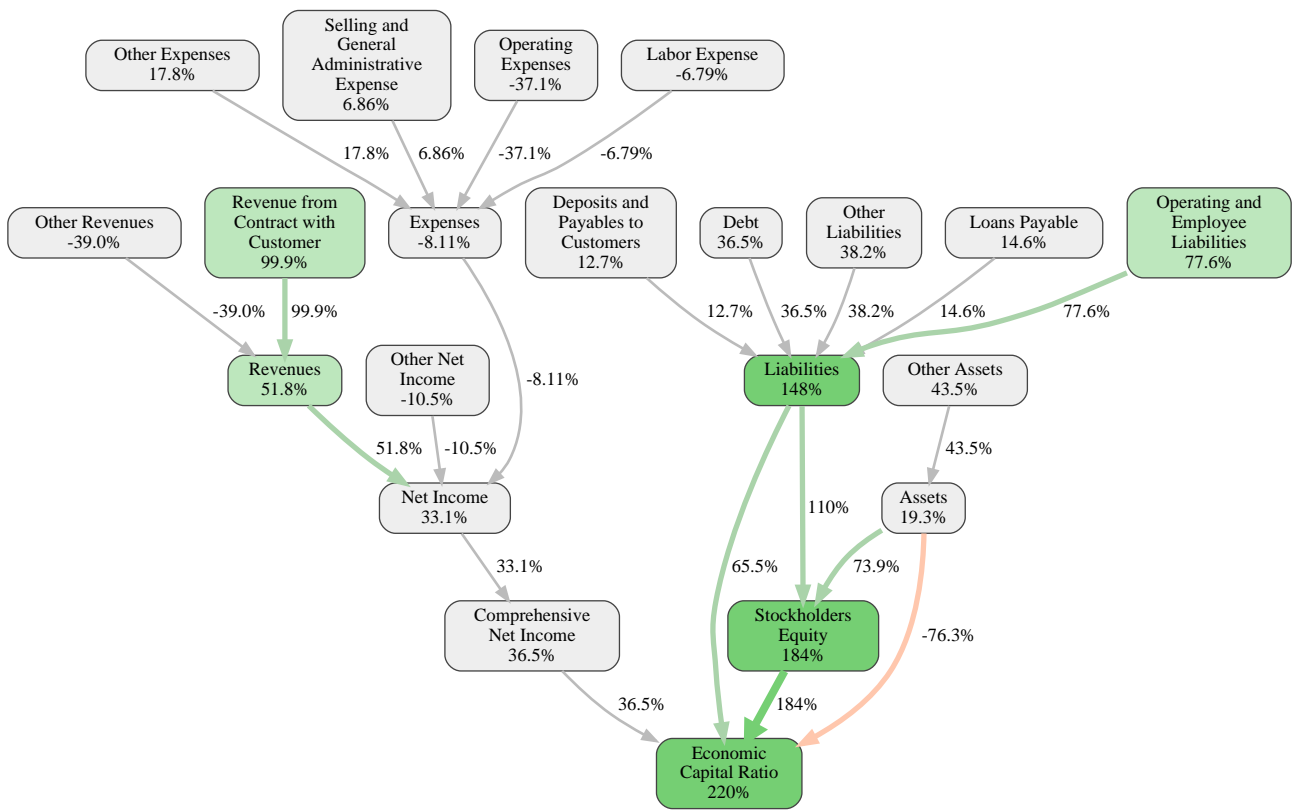 Other Expenses
17.8%
Selling and
General
Administrative
Expense
6.86%
Operating
Expenses
-37.1%
Labor Expense
-6.79%
17.8%
6.86%
-37.1%
-6.79%
Other Revenues
-39.0%
Revenue from
Contract with
Customer
99.9%
Expenses
-8.11%
Deposits and
Payables to
Customers
12.7%
Debt
36.5%
Other
Liabilities
38.2%
Loans Payable
14.6%
Operating and
Employee
Liabilities
77.6%
-39.0%
99.9%
12.7%
36.5%
38.2%
14.6%
77.6%
Revenues
51.8%
Other Net
Income
-10.5%
-8.11%
Liabilities
148%
Other Assets
43.5%
51.8%
-10.5%
43.5%
Net Income
33.1%
110%
Assets
19.3%
33.1%
65.5%
73.9%
Comprehensive
Net Income
36.5%
Stockholders
Equity
184%
-76.3%
36.5%
184%
Economic
Capital Ratio
220%